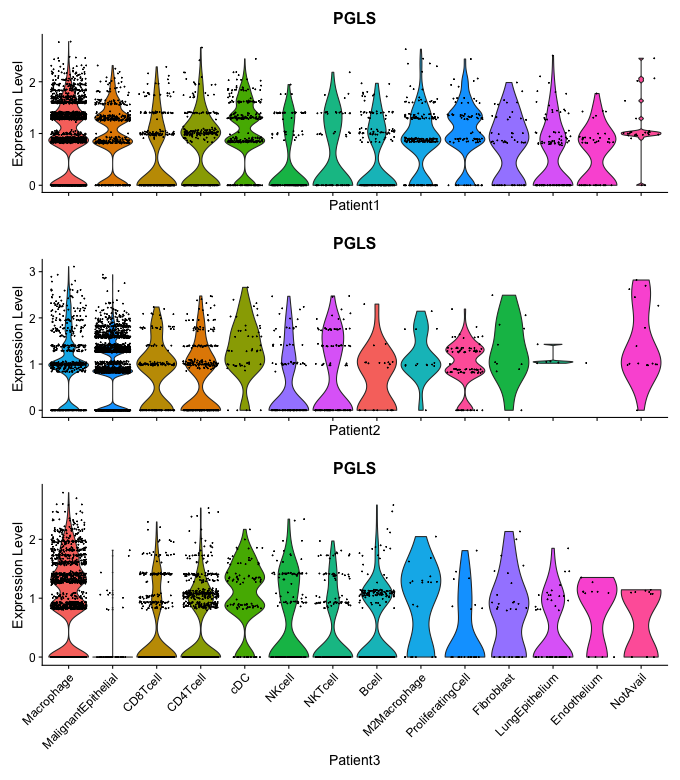 PGLS
Expression Level
2
1
0
Patient1
PGLS
Expression Level
3
2
1
0
Patient2
PGLS
Expression Level
2
1
0
Macrophage
MalignantEpithelial
CD8Tcell
CD4Tcell
cDC
NKcell
NKTcell
Bcell
M2Macrophage
ProliferatingCell
Fibroblast
LungEpithelium
Endothelium
NotAvail
Patient3